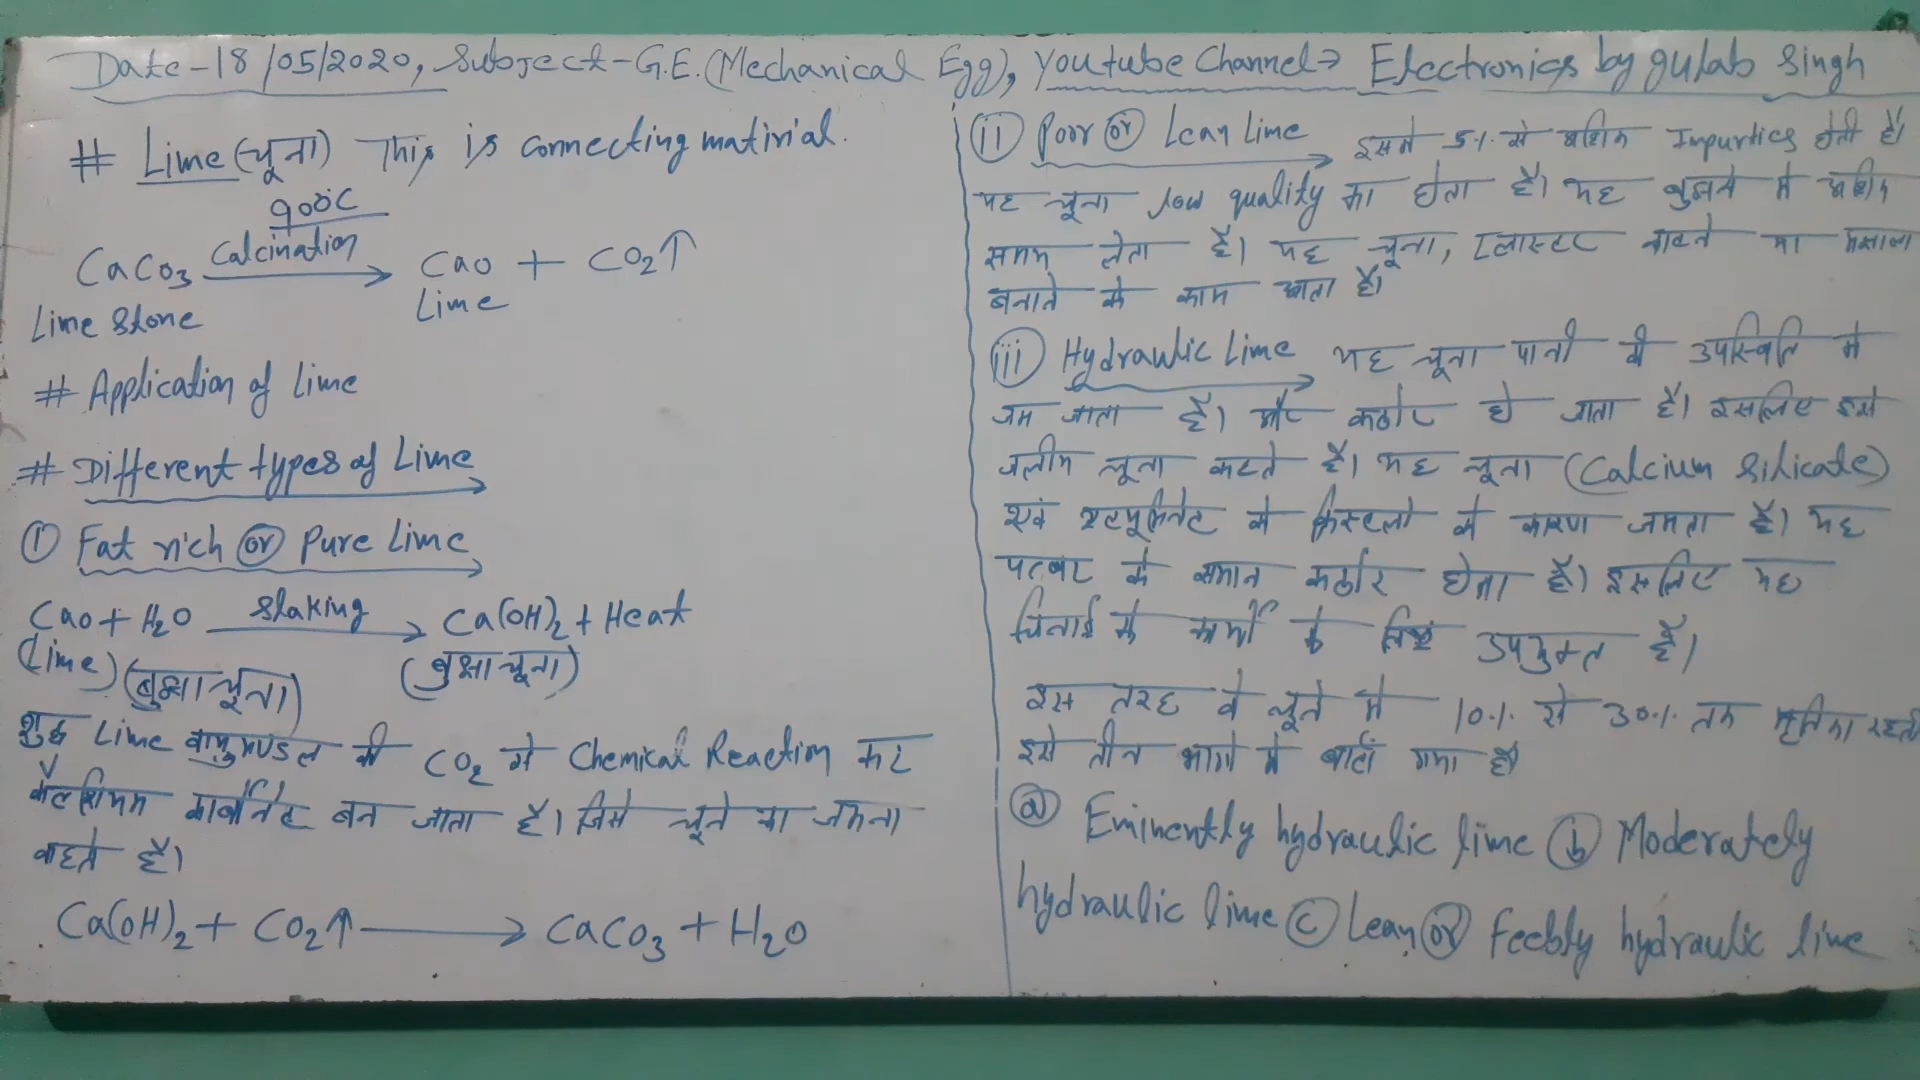 Date-18/05/2020, Subject-G.E.(Mechanical Egg), Youtube Channel→ Electronics by gulab Singh
# Lime (चूना) This is connecting matirial.
900°C
CaCO3 Calcination → CaO + CO2↑
Lime Stone Lime
# Application of Lime
# Different types of Lime
(i) Fat rich (or) Pure Lime
CaO + H2O slaking → Ca(OH)2 + Heat
(Lime) (बुझा चूना) (बुझा चूना)
शुद्ध Lime वायुमण्डल की CO2 से Chemical Reaction कर
कैल्शियम कार्बोनेट बन जाता है। जिसे चूने का जमना
कहते है।
Ca(OH)2 + CO2↑ → CaCO3 + H2O
(ii) Poor (or) Lean Lime इसमे 5% से अधिक Impurties होती है।
यह चूना low quality का होता है। यह बुझने मे अधिक
समय लेता है। यह चूना, प्लास्टर करने या मसाला
बनाने के काम आता है।
(iii) Hydraulic Lime यह चूना पानी की उपस्थिति मे
जम जाता है। और कठोर हो जाता है। इसलिए इसे
जलीय चूना कहते है। यह चूना (Calcium Silicate)
एवं एल्युमिनेट के क्रिस्टलो के कारण जमता है। यह
पत्थर के समान कठोर होता है। इसलिए यह
चिनाई के कार्यो के लिए उपयुक्त है।
इस तरह के चूने मे 10% से 30% तक मृतिका रहती
इसे तीन भागो मे बाटाँ गया है।
(a) Eminently hydraulic lime (b) Moderately
hydraulic lime (c) Lean (or) Feebly hydraulic lime